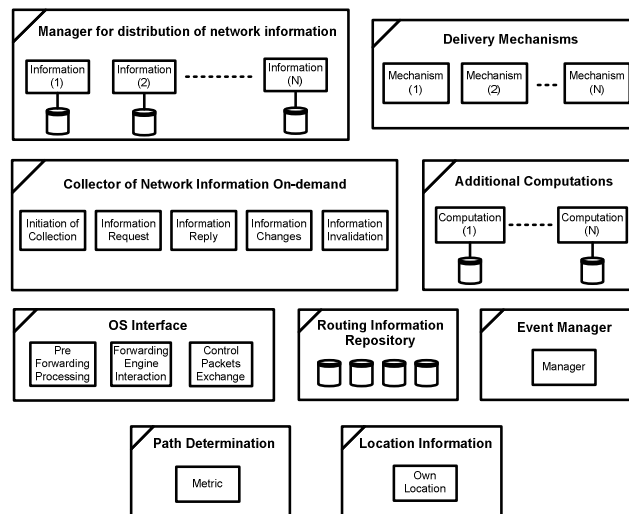 Manager for distribution of network information
Information
(1)
Information
(2)
Information
(N)
Delivery Mechanisms
Mechanism
(1)
Mechanism
(2)
Mechanism
(N)
Collector of Network Information On-demand
Initiation of
Collection
Information
Request
Information
Reply
Information
Changes
Information
Invalidation
Additional Computations
Computation
(1)
Computation
(N)
OS Interface
Pre
Forwarding
Processing
Forwarding
Engine
Interaction
Control
Packets
Exchange
Routing Information
Repository
Event Manager
Manager
Path Determination
Metric
Location Information
Own
Location